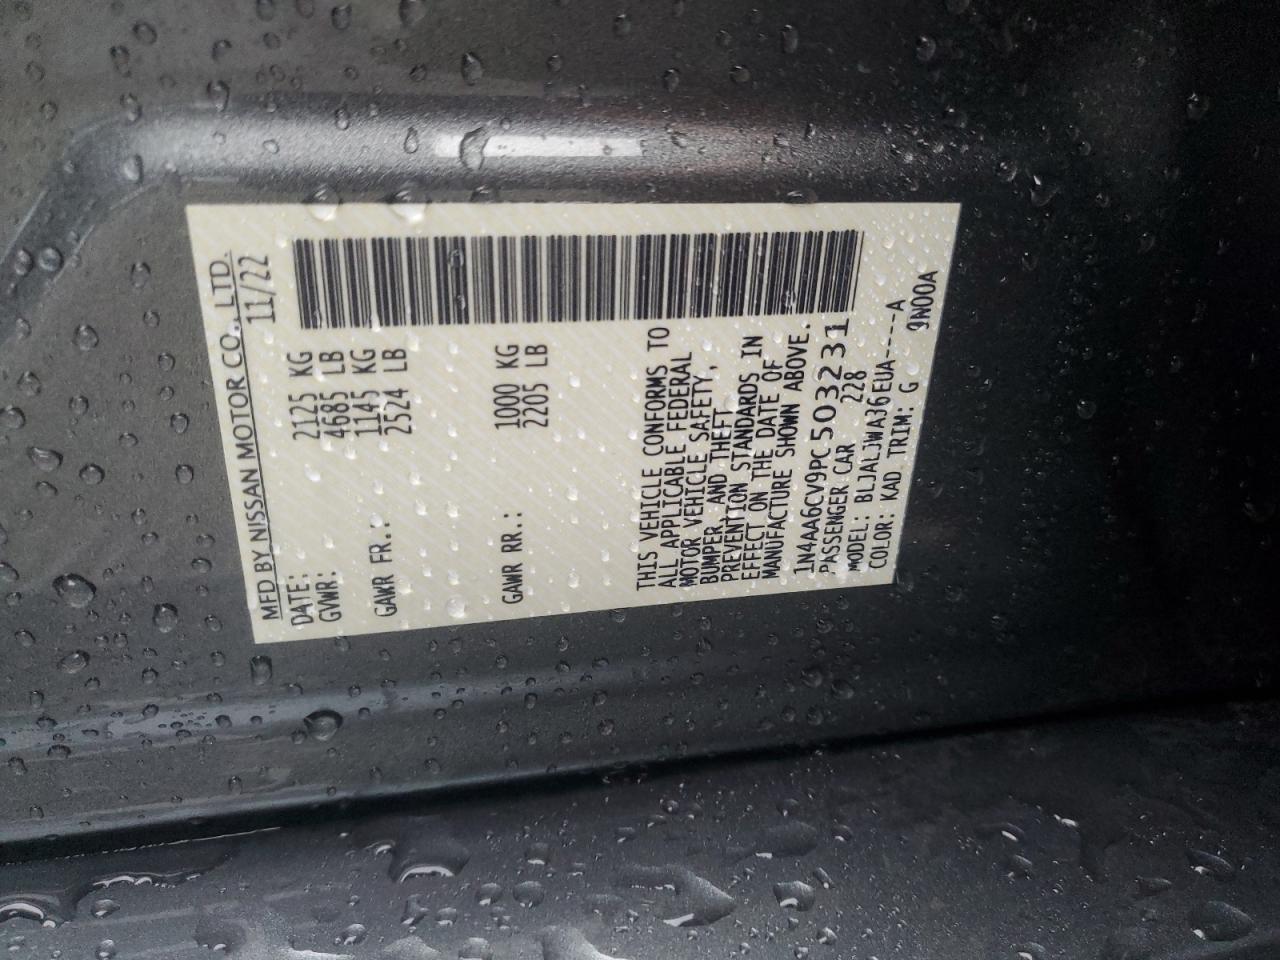 MFD BY NISSAN MOTOR CO., LTD.
DATE: 11/22
GVWR: 2125 KG
4685 LB
GAWR FR.: 1145 KG
2524 LB
GAWR RR.: 1000 KG
2205 LB
THIS VEHICLE CONFORMS TO
ALL APPLICABLE FEDERAL
MOTOR VEHICLE SAFETY,
BUMPER AND THEFT
PREVENTION STANDARDS IN
EFFECT ON THE DATE OF
MANUFACTURE SHOWN ABOVE.
1N4AA6CV9PC503231
PASSENGER CAR 228
MODEL: BLJALJWA36EUA-----A
COLOR: KAD TRIM: G 9N00A